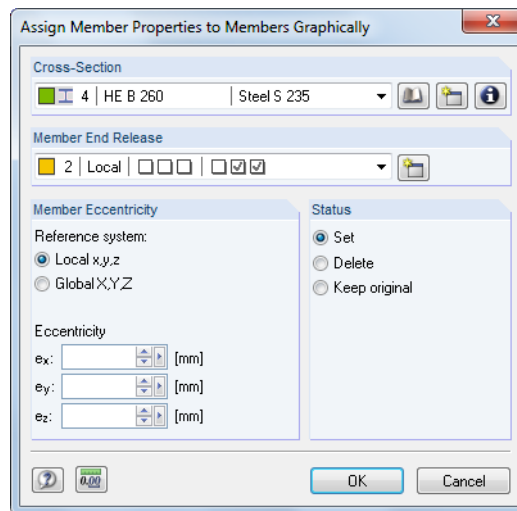 Assign Member Properties to Members Graphically
Cross-Section
4 | HE B 260 | Steel S 235
Member End Release
2 | Local
Member Eccentricity
Reference system:
Local x,y,z
Global X,Y,Z
Eccentricity
ex: [mm]
ey: [mm]
ez: [mm]
Status
Set
Delete
Keep original
0.00
OK Cancel